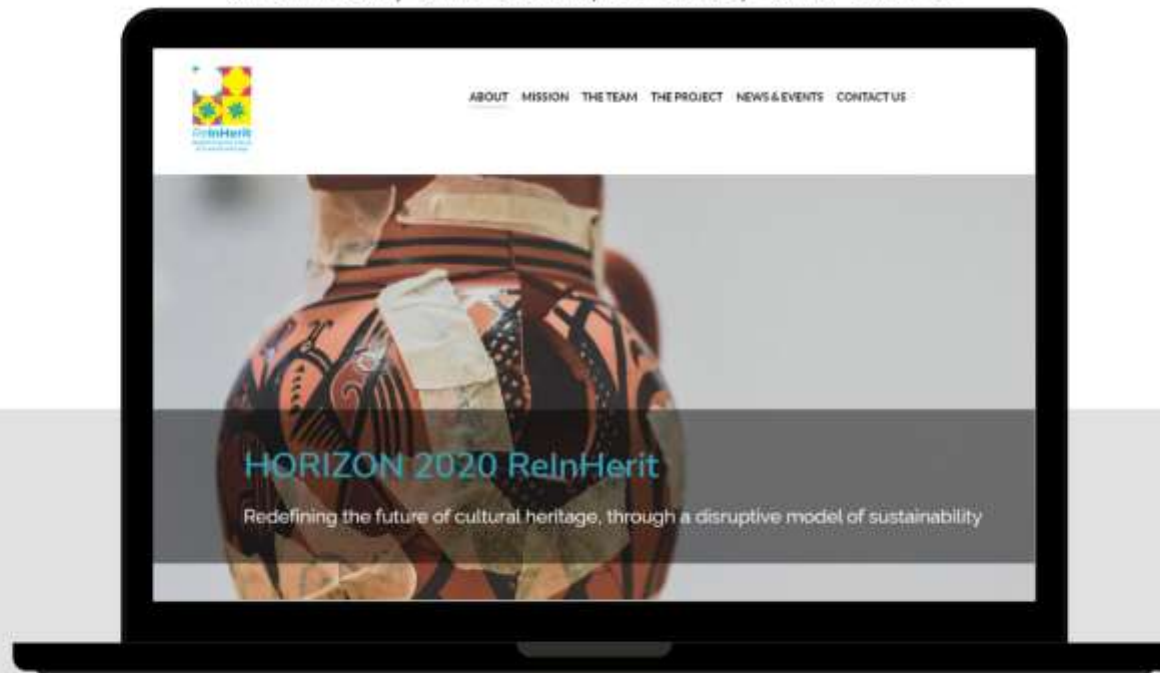 ReInHerit
ABOUT MISSION THE TEAM THE PROJECT NEWS & EVENTS CONTACT US
HORIZON 2020 ReInHerit
Redefining the future of cultural heritage, through a disruptive model of sustainability